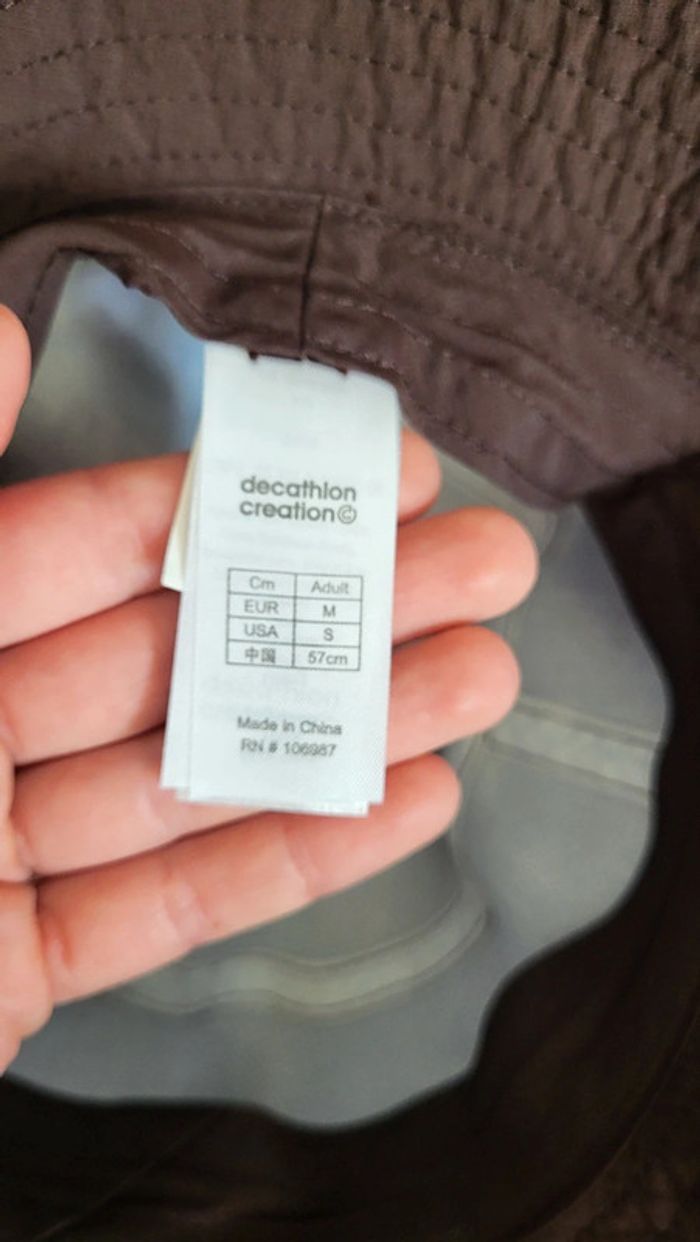 decathlon
creation©
Cm Adult
EUR M
USA S
中国 57cm
Made in China
RN # 106987